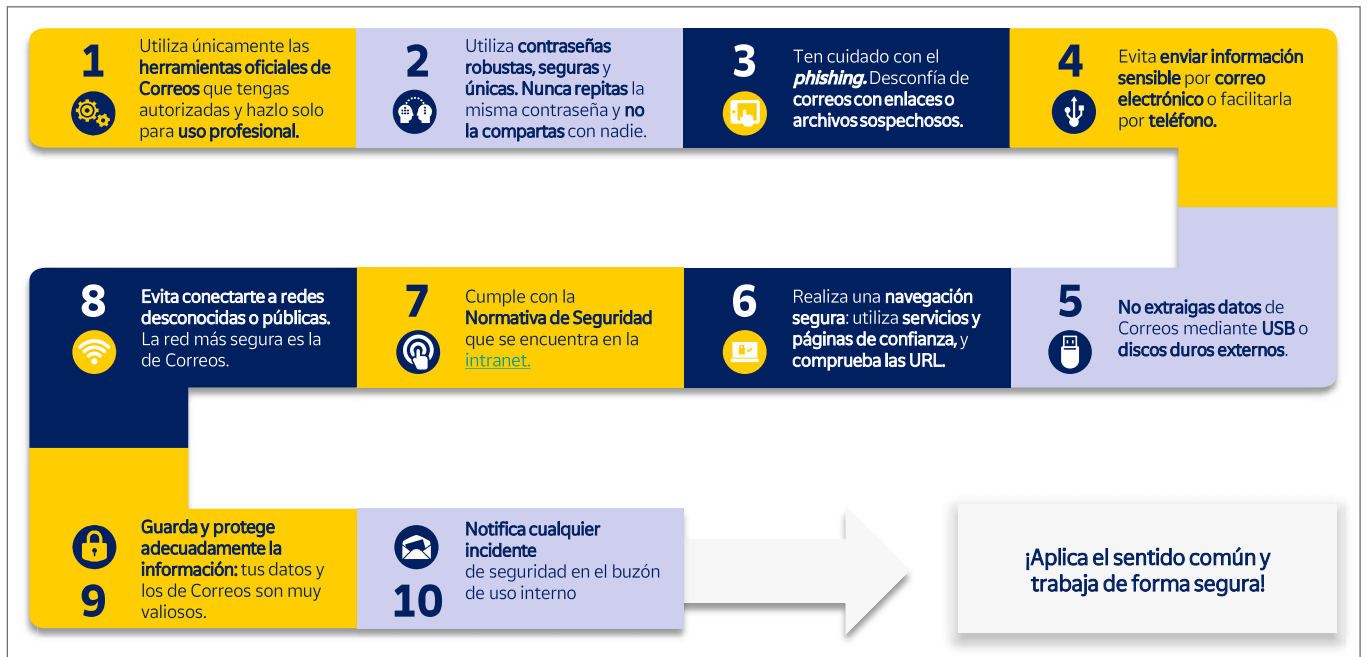 1
Utiliza únicamente las
herramientas oficiales de
Correos que tengas
autorizadas y hazlo solo
para uso profesional.
2
Utiliza contraseñas
robustas, seguras y
únicas. Nunca repitas la
misma contraseña y no
la compartas con nadie.
3
Ten cuidado con el
phishing. Desconfía de
correos con enlaces o
archivos sospechosos.
4
Evita enviar información
sensible por correo
electrónico o facilitarla
por teléfono.
5
No extraigas datos de
Correos mediante USB o
discos duros externos.
6
Realiza una navegación
segura: utiliza servicios y
páginas de confianza, y
comprueba las URL.
7
Cumple con la
Normativa de Seguridad
que se encuentra en la
intranet.
8
Evita conectarte a redes
desconocidas o públicas.
La red más segura es la
de Correos.
9
Guarda y protege
adecuadamente la
información: tus datos y
los de Correos son muy
valiosos.
10
Notifica cualquier
incidente
de seguridad en el buzón
de uso interno
¡Aplica el sentido común y
trabaja de forma segura!